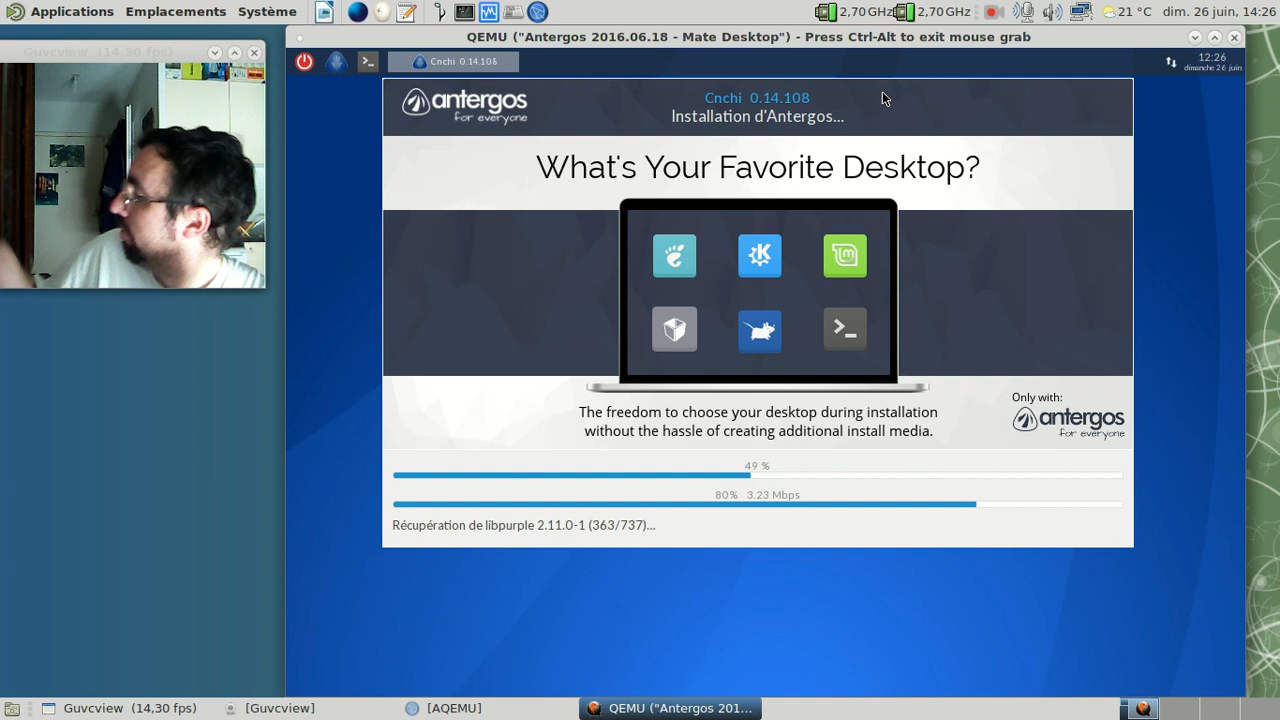 Applications Emplacements Système 2,70 GHz 2,70 GHz 21 °C dim. 26 juin, 14:26
Guvcview (14.30 fps)
QEMU ("Antergos 2016.06.18 - Mate Desktop") - Press Ctrl-Alt to exit mouse grab
Cnchi 0.14.108
12:26
dimanche 26 juin
antergos
for everyone
Cnchi 0.14.108
Installation d'Antergos...
What's Your Favorite Desktop?
The freedom to choose your desktop during installation
without the hassle of creating additional install media.
Only with:
antergos
for everyone
49 %
80% 3.23 Mbps
Récupération de libpurple 2.11.0-1 (363/737)...
Guvcview (14,30 fps) [Guvcview] [AQEMU] QEMU ("Antergos 201...